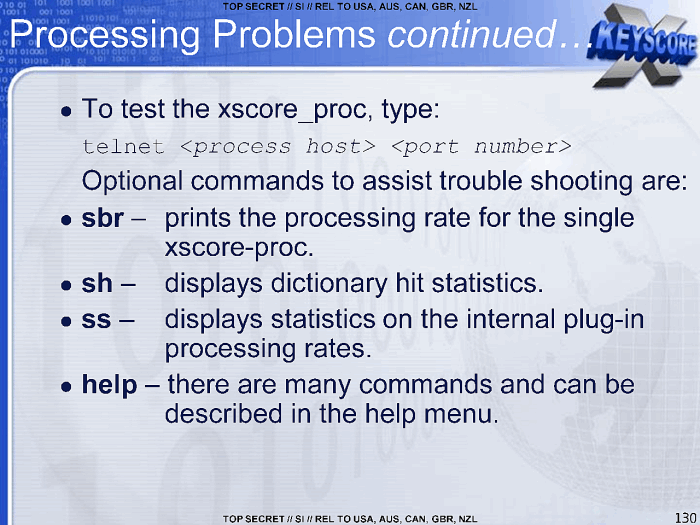 TOP SECRET // SI // REL TO USA, AUS, CAN, GBR, NZL
Processing Problems continued…
XKEYSCORE
● To test the xscore_proc, type:
telnet <process host> <port number>
Optional commands to assist trouble shooting are:
● sbr – prints the processing rate for the single
xscore-proc.
● sh – displays dictionary hit statistics.
● ss – displays statistics on the internal plug-in
processing rates.
● help – there are many commands and can be
described in the help menu.
TOP SECRET // SI // REL TO USA, AUS, CAN, GBR, NZL
130